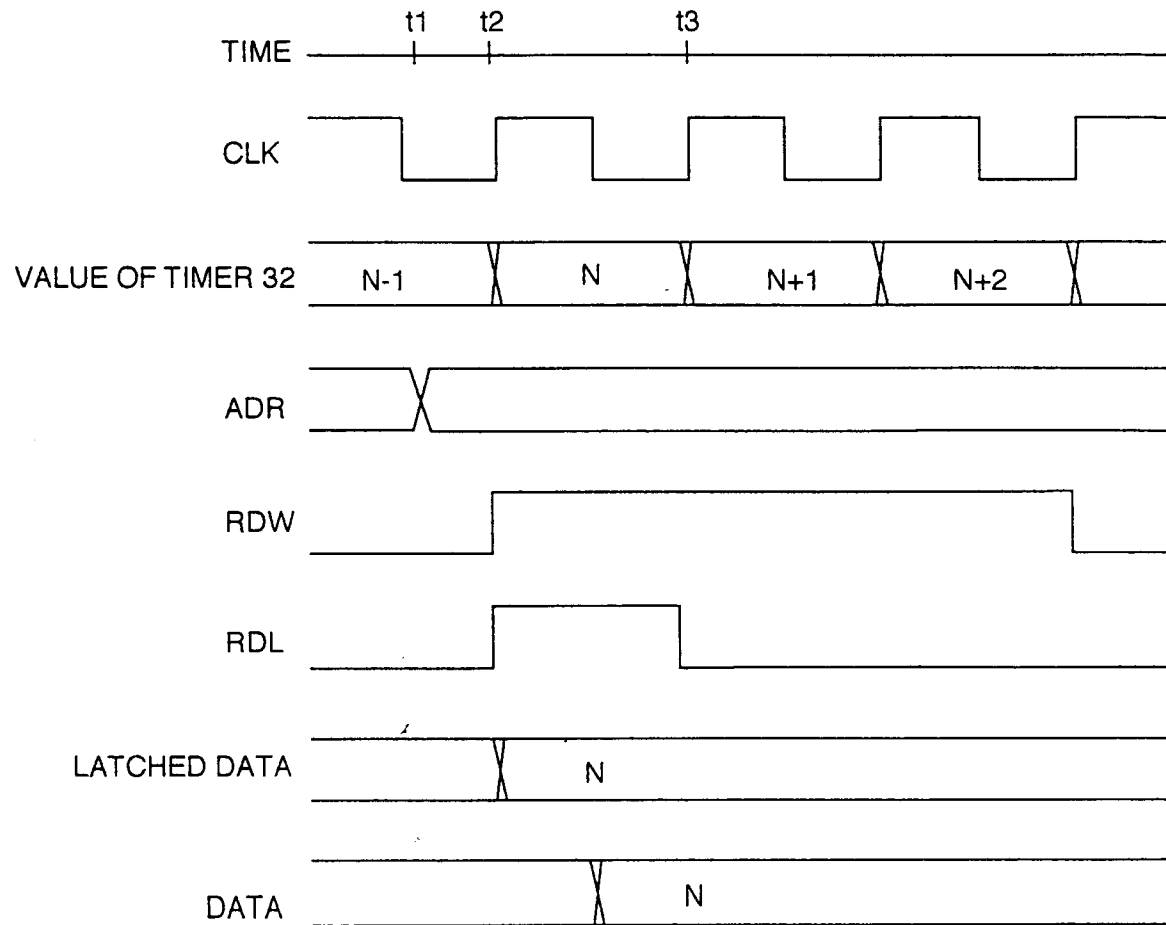 t1 t2 t3
TIME
CLK
VALUE OF TIMER 32 N-1 N N+1 N+2
ADR
RDW
RDL
LATCHED DATA N
DATA N